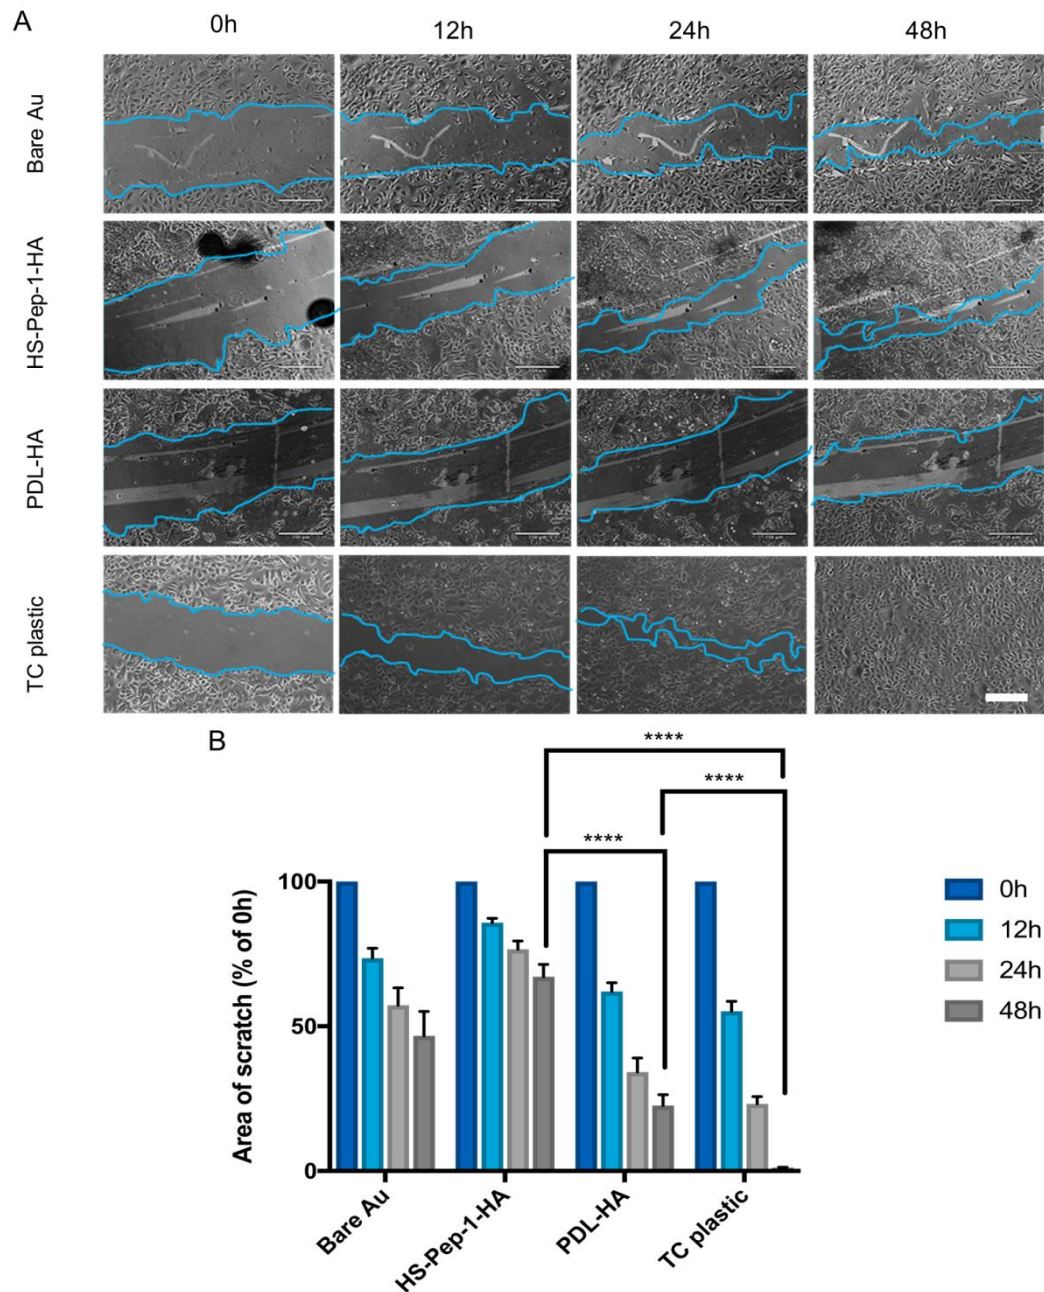 A
0h 12h 24h 48h
Bare Au
HS-Pep-1-HA
PDL-HA
TC plastic
B
****
****
****
Area of scratch (% of 0h)
100
50
0
Bare Au HS-Pep-1-HA PDL-HA TC plastic
0h
12h
24h
48h